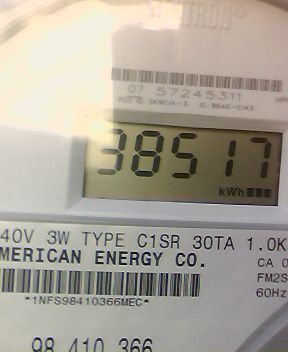 TRON
07 57245311
38517
kWh
40V 3W TYPE C1SR 30TA 1.0K
MERICAN ENERGY CO.
CA 0
FM2S
*1NFS98410366MEC*
60Hz
98 410 366